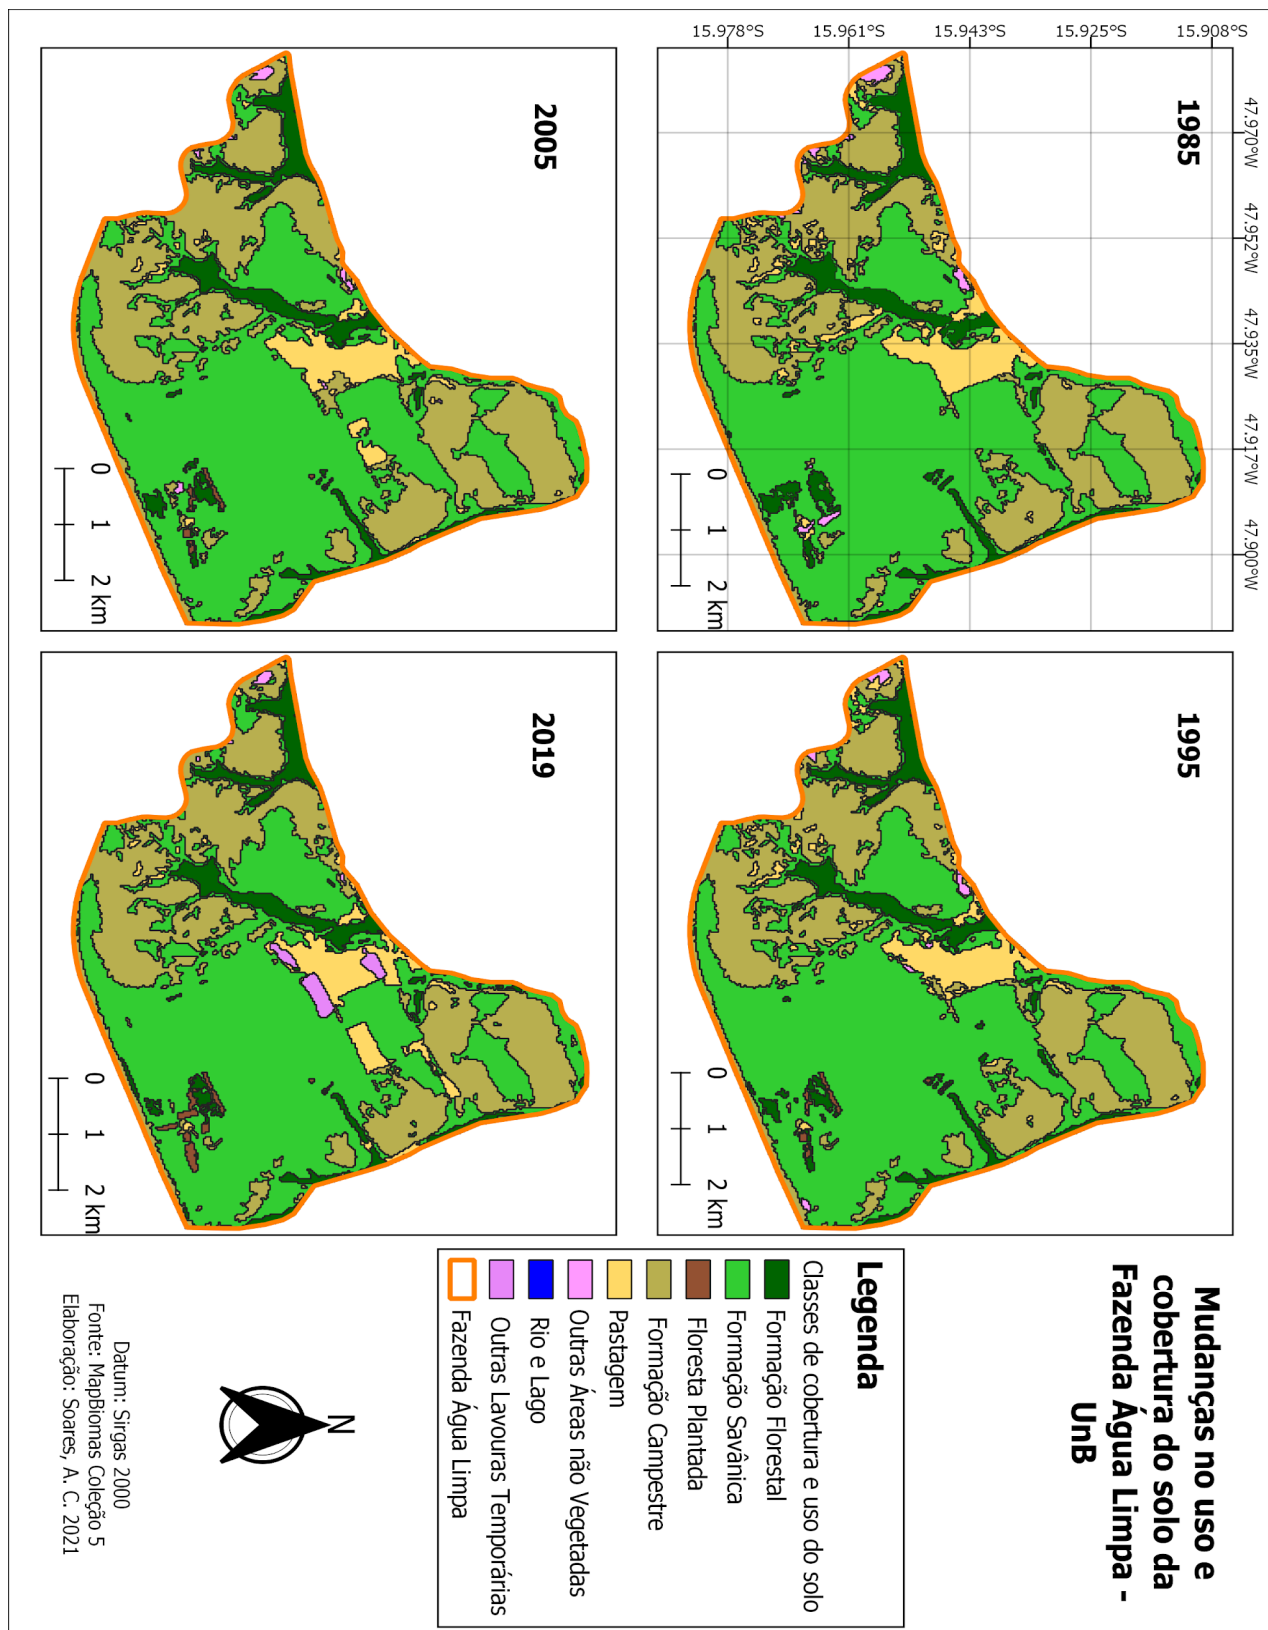 Mudanças no uso e
cobertura do solo da
Fazenda Água Limpa -
UnB
47.970°W
47.952°W
47.935°W
47.917°W
47.900°W
15.908°S
15.925°S
15.943°S
15.961°S
15.978°S
1985
0 1 2 km
1995
0 1 2 km
2005
0 1 2 km
2019
0 1 2 km
Legenda
Classes de cobertura e uso do solo
Formação Florestal
Formação Savânica
Floresta Plantada
Formação Campestre
Pastagem
Outras Áreas não Vegetadas
Rio e Lago
Outras Lavouras Temporárias
Fazenda Água Limpa
N
Datum: Sirgas 2000
Fonte: MapBiomas Coleção 5
Elaboração: Soares, A. C. 2021